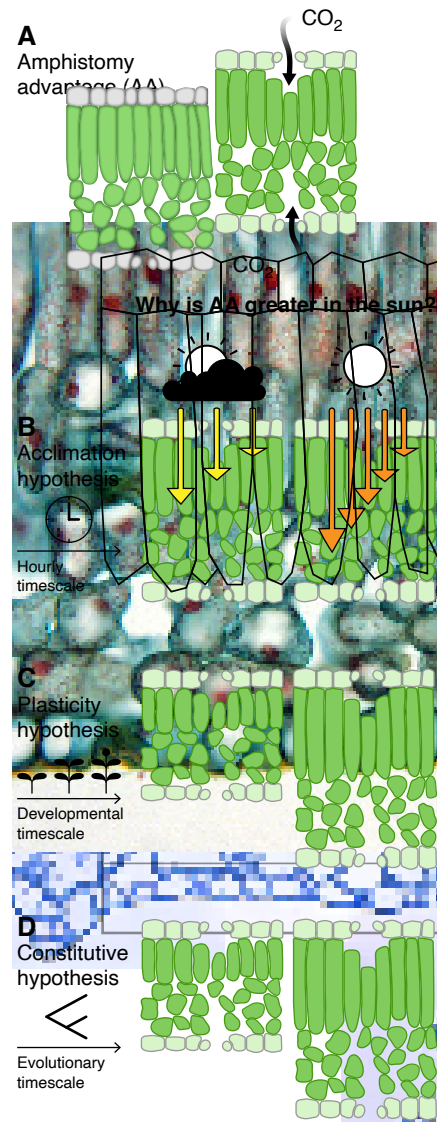 A
CO2
Amphistomy
advantage (AA)
CO2
Why is AA greater in the sun?
B
Acclimation
hypothesis
Hourly
timescale
C
Plasticity
hypothesis
Developmental
timescale
D
Constitutive
hypothesis
Evolutionary
timescale